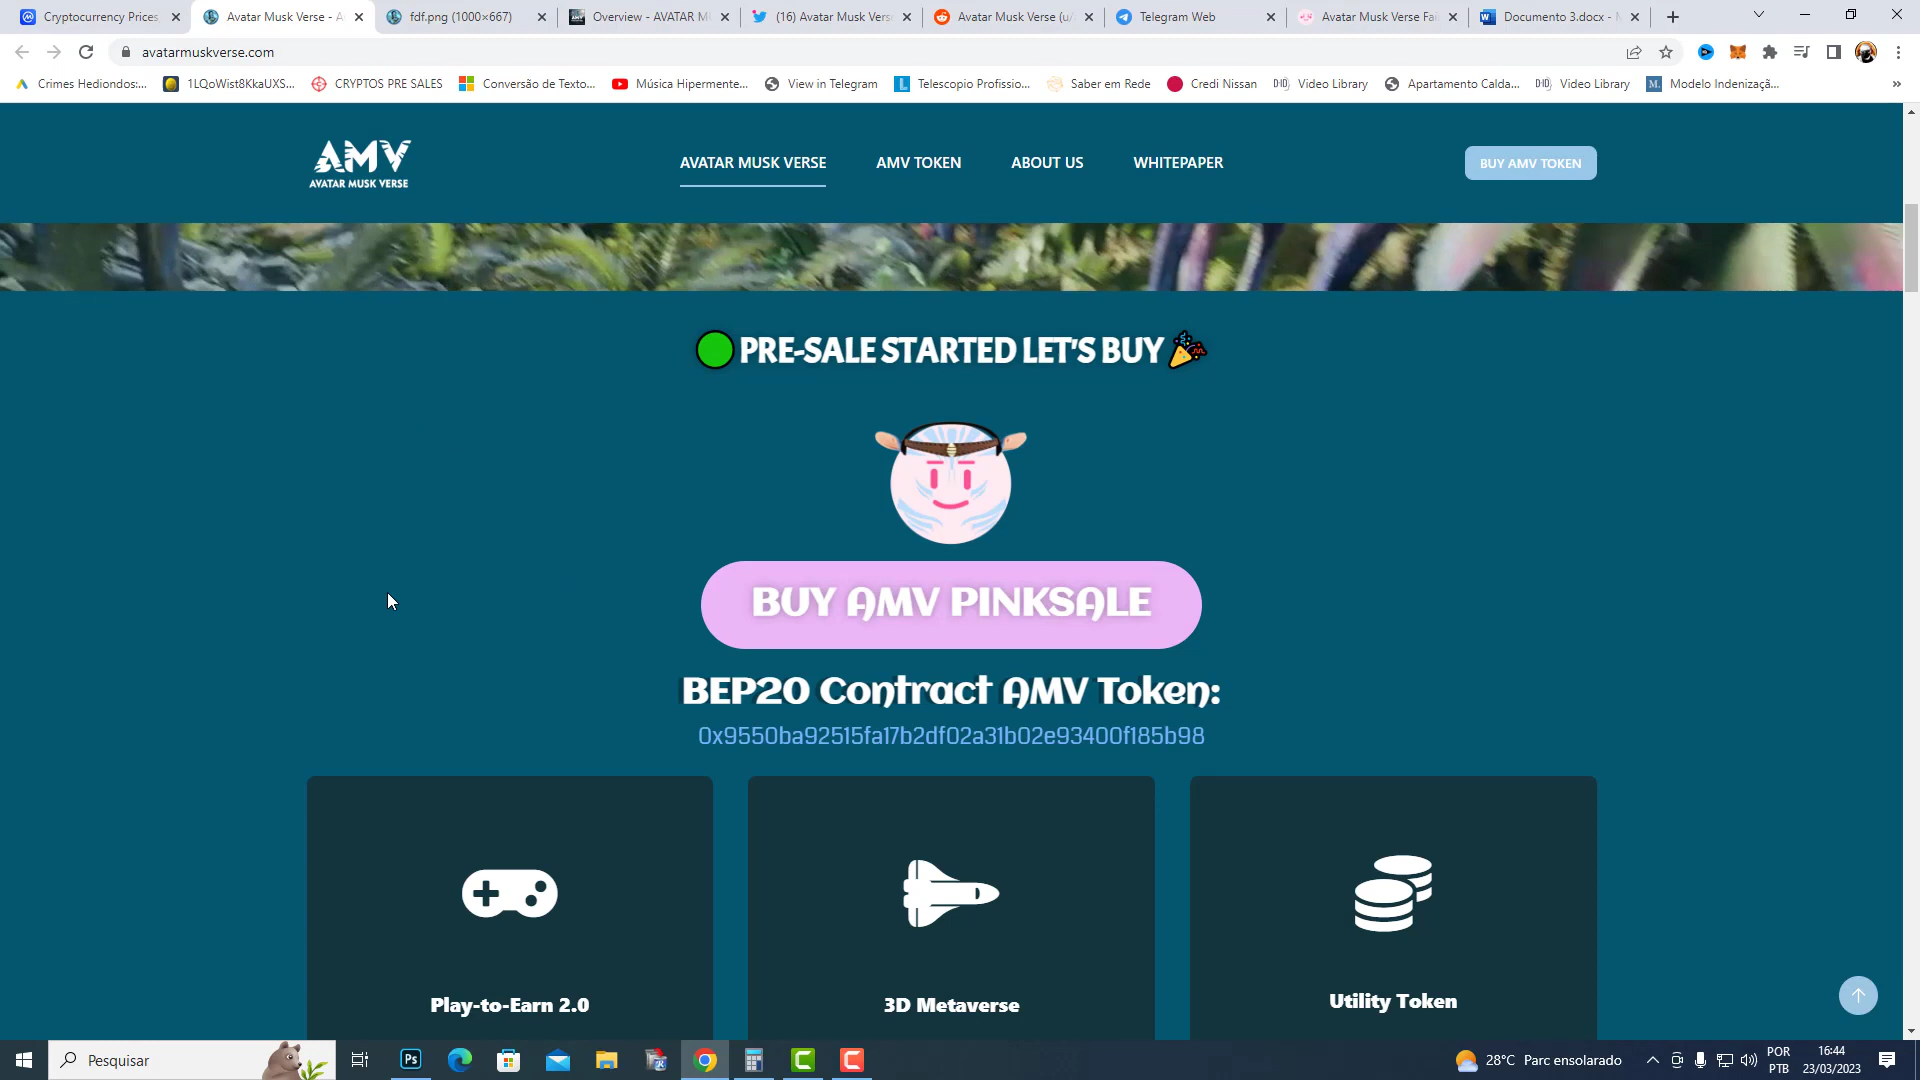 Cryptocurrency Prices,
Avatar Musk Verse - A
fdf.png (1000×667)
Overview - AVATAR M
(16) Avatar Musk Verse
Avatar Musk Verse (u/
Telegram Web
Avatar Musk Verse Fai
Documento 3.docx -
avatarmuskverse.com
Crimes Hediondos:...
1LQoWist8KkaUXS...
CRYPTOS PRE SALES
Conversão de Texto...
Música Hipermente...
View in Telegram
Telescopio Profissio...
Saber em Rede
Credi Nissan
Video Library
Apartamento Calda...
Video Library
Modelo Indenizaçã...
»
AMV
AVATAR MUSK VERSE
AVATAR MUSK VERSE
AMV TOKEN
ABOUT US
WHITEPAPER
BUY AMV TOKEN
PRE-SALE STARTED LET'S BUY
BUY AMV PINKSALE
BEP20 Contract AMV Token:
0x9550ba92515fa17b2df02a31b02e93400f185b98
Play-to-Earn 2.0
3D Metaverse
Utility Token
Pesquisar
Ps
28°C Parc ensolarado
POR
PTB
16:44
23/03/2023